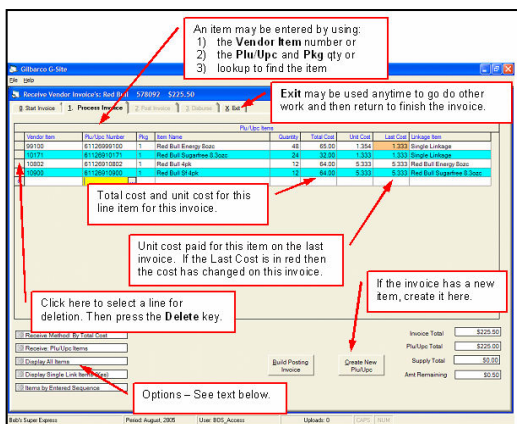 An item may be entered by using:
1) the Vendor Item number or
2) the Plu/Upc and Pkg qty or
3) lookup to find the item
Gilbarco G-Site
File Help
Receive Vendor Invoice's: Red Bull 578092 $225.50
Start Invoice 1. Process Invoice 2 Post Invoice 3 X Exit
Exit may be used anytime to go do other
work and then return to finish the invoice.
Plu/Upc Items
Vendor Item Plu/Upc Number Pkg Item Name Quantity Total Cost Unit Cost Last Cost Linkage Item
99100 61126999100 1 Red Bull Energy 8oz 48 65.00 1.354 1.333 Single Linkage
10171 61126910171 1 Red Bull Sugarfree 8.3ozc 24 32.00 1.333 1.333 Single Linkage
10802 61126910802 1 Red Bull 4pk 12 64.00 5.333 5.333 Red Bull Energy 8ozc
10900 61126910900 1 Red Bull Sf 4pk 12 64.00 5.333 5.333 Red Bull Sugarfree 8.3ozc
Total cost and unit cost for this
line item for this invoice.
Unit cost paid for this item on the last
invoice. If the Last Cost is in red then
the cost has changed on this invoice.
If the invoice has a new
item, create it here.
Click here to select a line for
deletion. Then press the Delete key.
Receive Method: By Total Cost
Receive: Plu/Upc Items
Display All Items
Display Single Link Items (Yes)
Items by Entered Sequence
Options – See text below.
Build Posting
Invoice
Create New
Plu/Upc
Invoice Total $225.50
Plu/Upc Total $225.00
Supply Total $0.00
Amt Remaining $0.50
Bob's Super Express Period: August, 2005 User: BOS_Access Uploads: 0 CAPS NUM